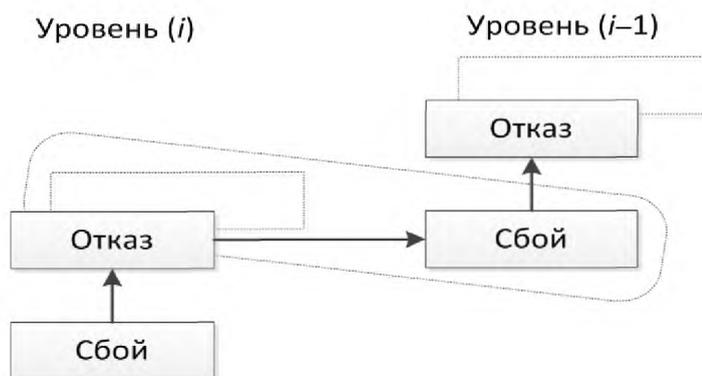 Уровень (i)
Уровень (i–1)
Отказ
Отказ
Сбой
Сбой